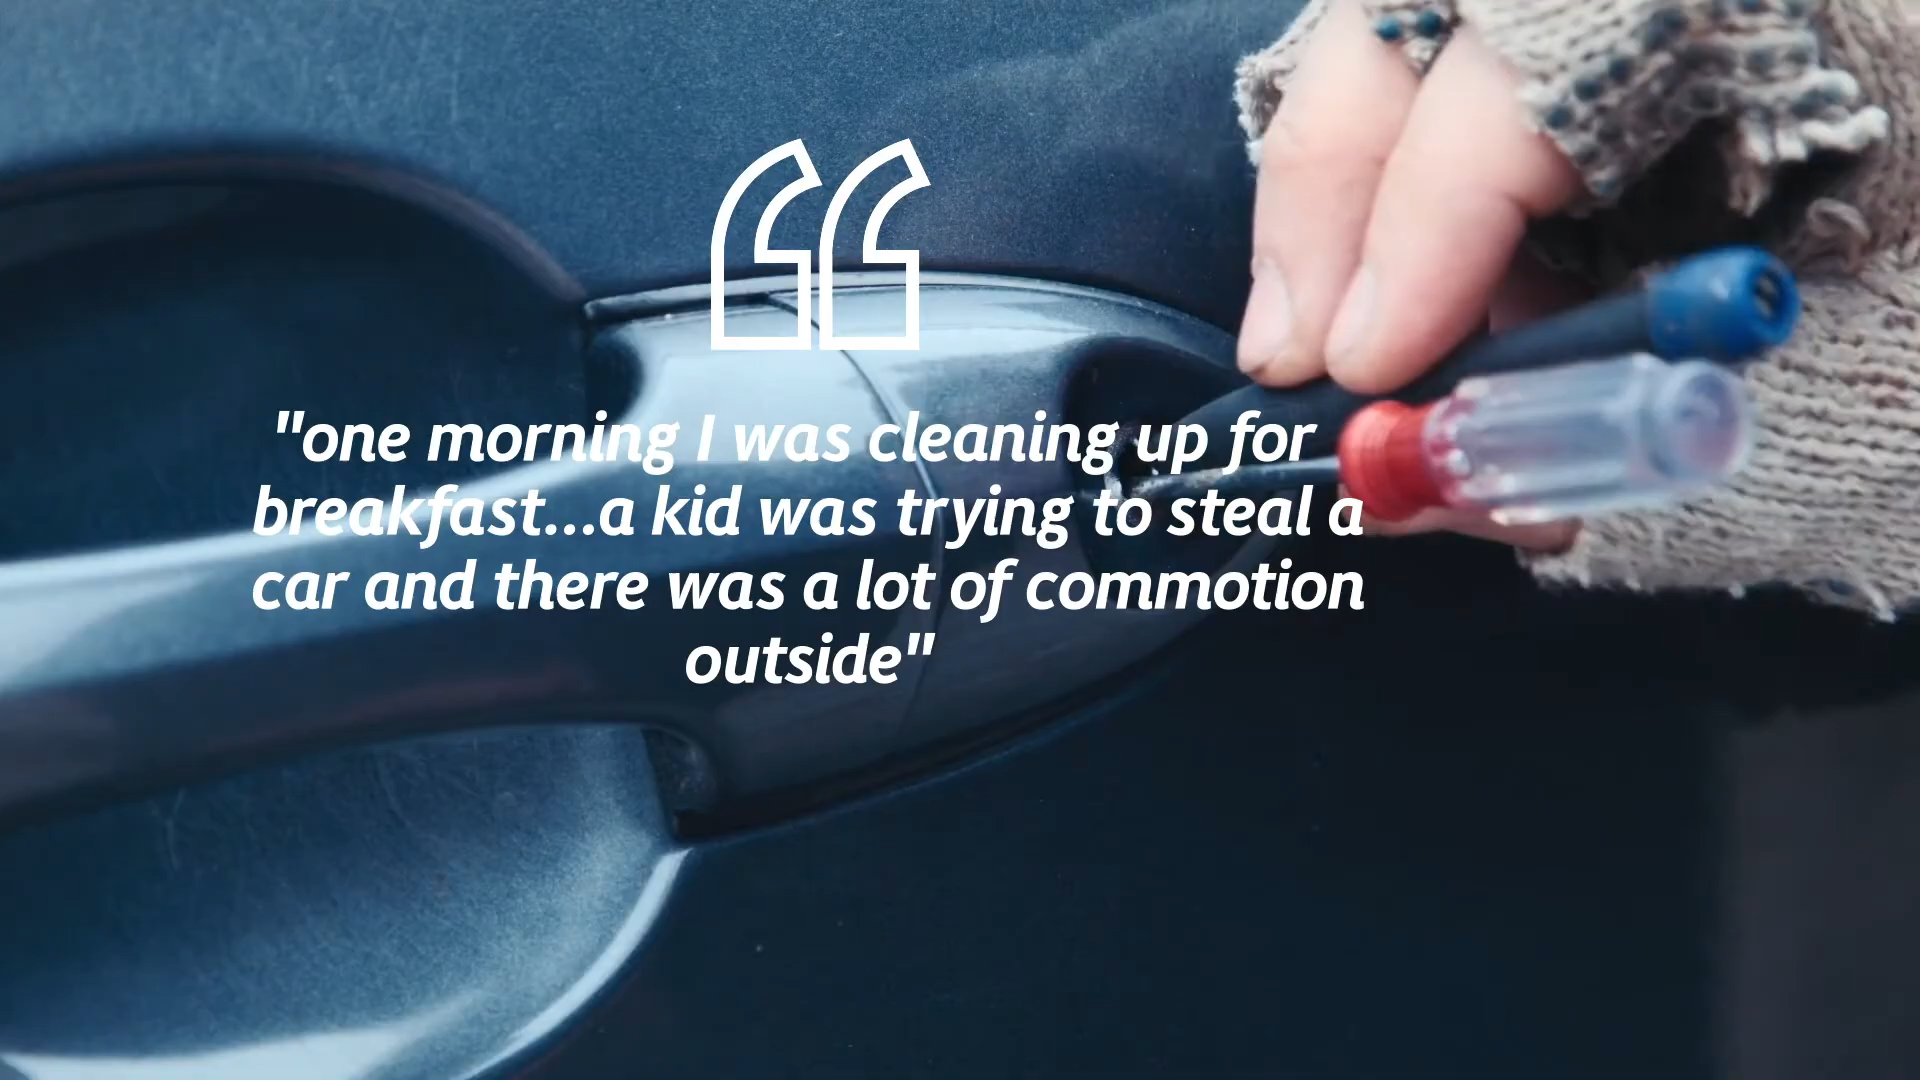 "one morning I was cleaning up for
breakfast...a kid was trying to steal a
car and there was a lot of commotion
outside"